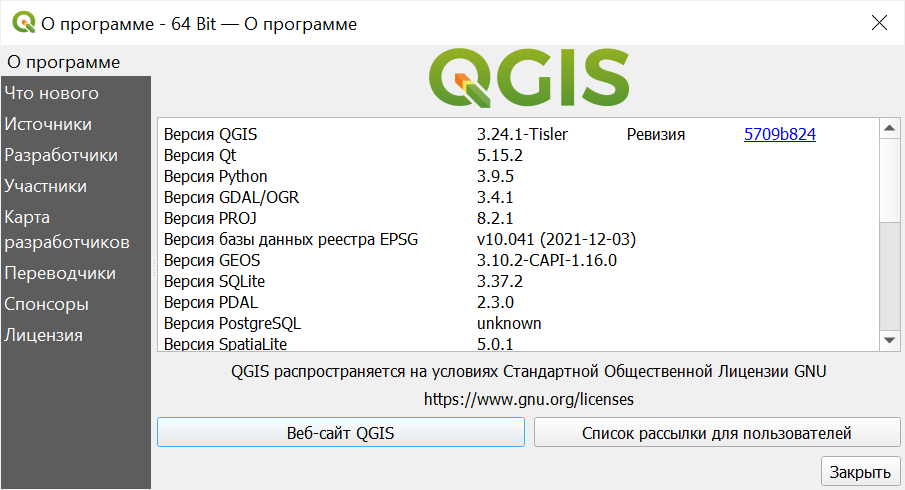 О программе - 64 Bit — О программе
О программе
Что нового
Источники
Разработчики
Участники
Карта
разработчиков
Переводчики
Спонсоры
Лицензия
QGIS
Версия QGIS 3.24.1-Tisler Ревизия 5709b824
Версия Qt 5.15.2
Версия Python 3.9.5
Версия GDAL/OGR 3.4.1
Версия PROJ 8.2.1
Версия базы данных реестра EPSG v10.041 (2021-12-03)
Версия GEOS 3.10.2-CAPI-1.16.0
Версия SQLite 3.37.2
Версия PDAL 2.3.0
Версия PostgreSQL unknown
Версия SpatiaLite 5.0.1
QGIS распространяется на условиях Стандартной Общественной Лицензии GNU
https://www.gnu.org/licenses
Веб-сайт QGIS
Список рассылки для пользователей
Закрыть